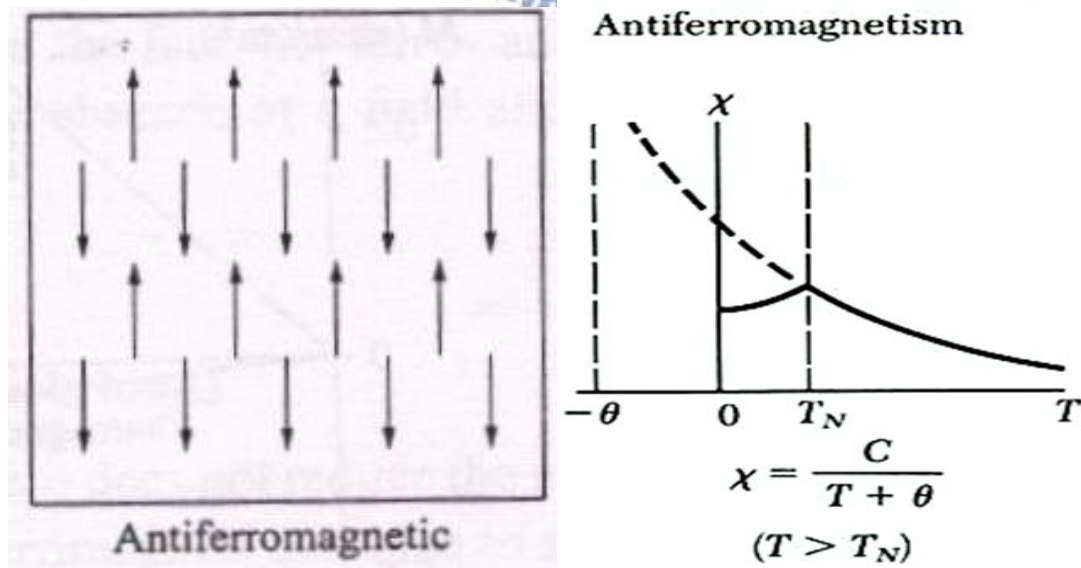 Antiferromagnetic
Antiferromagnetism
χ
−θ 0 T_N T
χ = C / (T + θ)
(T > T_N)